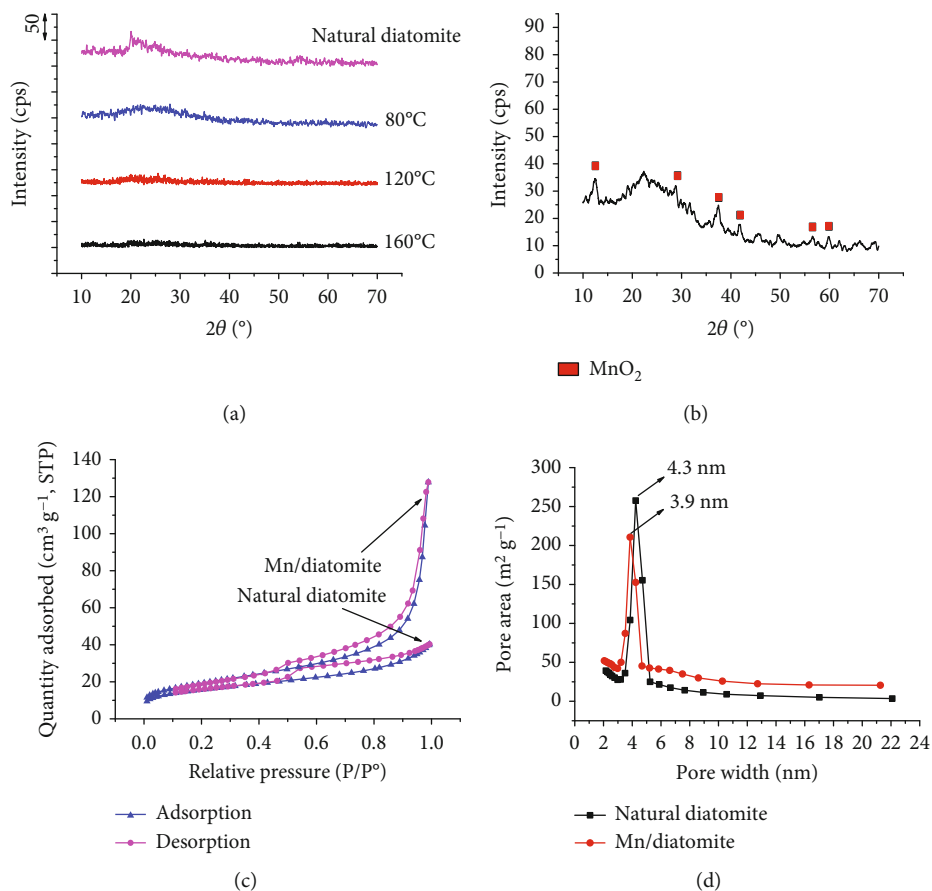 50
Natural diatomite
80°C
120°C
160°C
Intensity (cps)
10 20 30 40 50 60 70
2θ (°)
(a)
90
80
70
60
50
40
30
20
10
0
Intensity (cps)
10 20 30 40 50 60 70
2θ (°)
MnO₂
(b)
140
120
100
80
60
40
20
0
Quantity adsorbed (cm³ g⁻¹, STP)
Mn/diatomite
Natural diatomite
0.0 0.2 0.4 0.6 0.8 1.0
Relative pressure (P/P°)
Adsorption
Desorption
(c)
300
250
200
150
100
50
0
Pore area (m² g⁻¹)
4.3 nm
3.9 nm
0 2 4 6 8 10 12 14 16 18 20 22 24
Pore width (nm)
Natural diatomite
Mn/diatomite
(d)